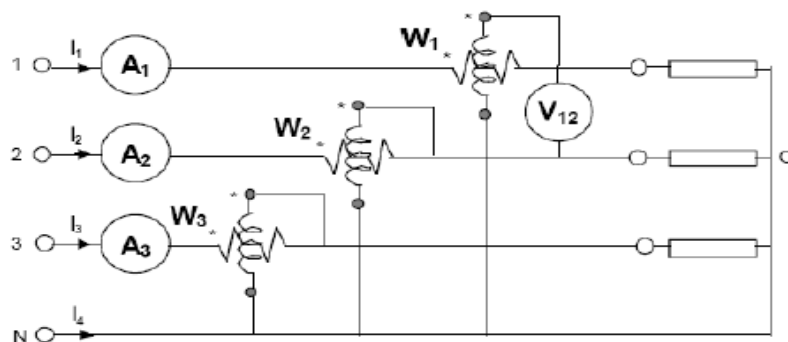 * W₁
1 I₁ A₁ *
* V₁₂
W₂
2 I₂ A₂ *
*
W₃
3 I₃ A₃ *
I₄
N
O